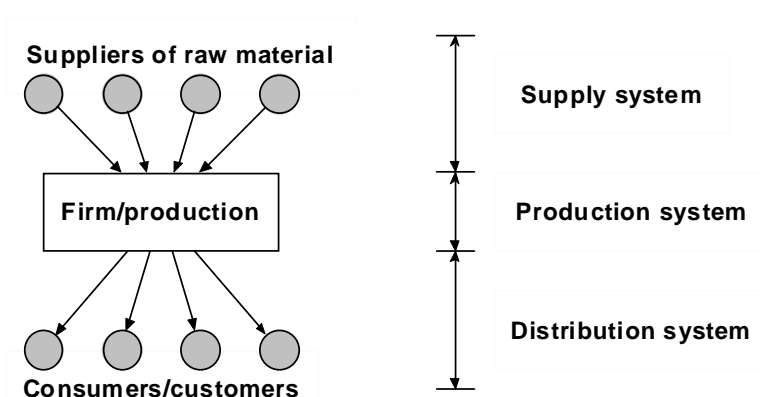 Suppliers of raw material
Supply system
Firm/production
Production system
Distribution system
Consumers/customers